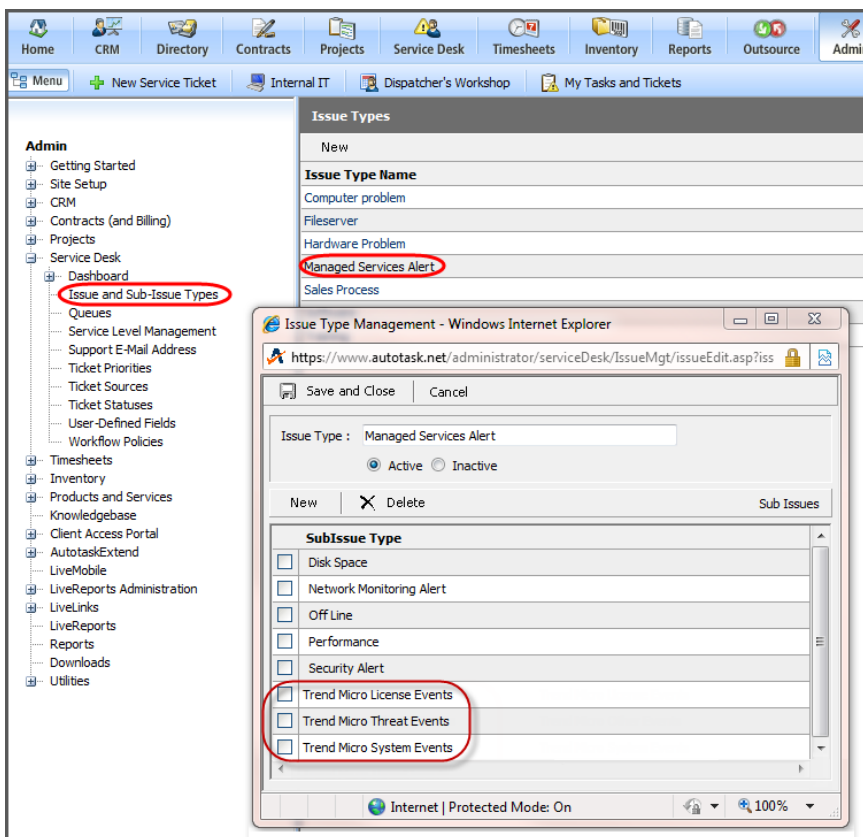 Home CRM Directory Contracts Projects Service Desk Timesheets Inventory Reports Outsource Admi
Menu New Service Ticket Internal IT Dispatcher's Workshop My Tasks and Tickets
Admin
Getting Started
Site Setup
CRM
Contracts (and Billing)
Projects
Service Desk
Dashboard
Issue and Sub-Issue Types
Queues
Service Level Management
Support E-Mail Address
Ticket Priorities
Ticket Sources
Ticket Statuses
User-Defined Fields
Workflow Policies
Timesheets
Inventory
Products and Services
Knowledgebase
Client Access Portal
AutotaskExtend
LiveMobile
LiveReports Administration
LiveLinks
LiveReports
Reports
Downloads
Utilities
Issue Types
New
Issue Type Name
Computer problem
Fileserver
Hardware Problem
Managed Services Alert
Sales Process
Issue Type Management - Windows Internet Explorer
https://www.autotask.net/administrator/serviceDesk/IssueMgt/issueEdit.asp?iss
Save and Close Cancel
Issue Type : Managed Services Alert
Active Inactive
New Delete Sub Issues
SubIssue Type
Disk Space
Network Monitoring Alert
Off Line
Performance
Security Alert
Trend Micro License Events
Trend Micro Threat Events
Trend Micro System Events
Internet | Protected Mode: On 100%